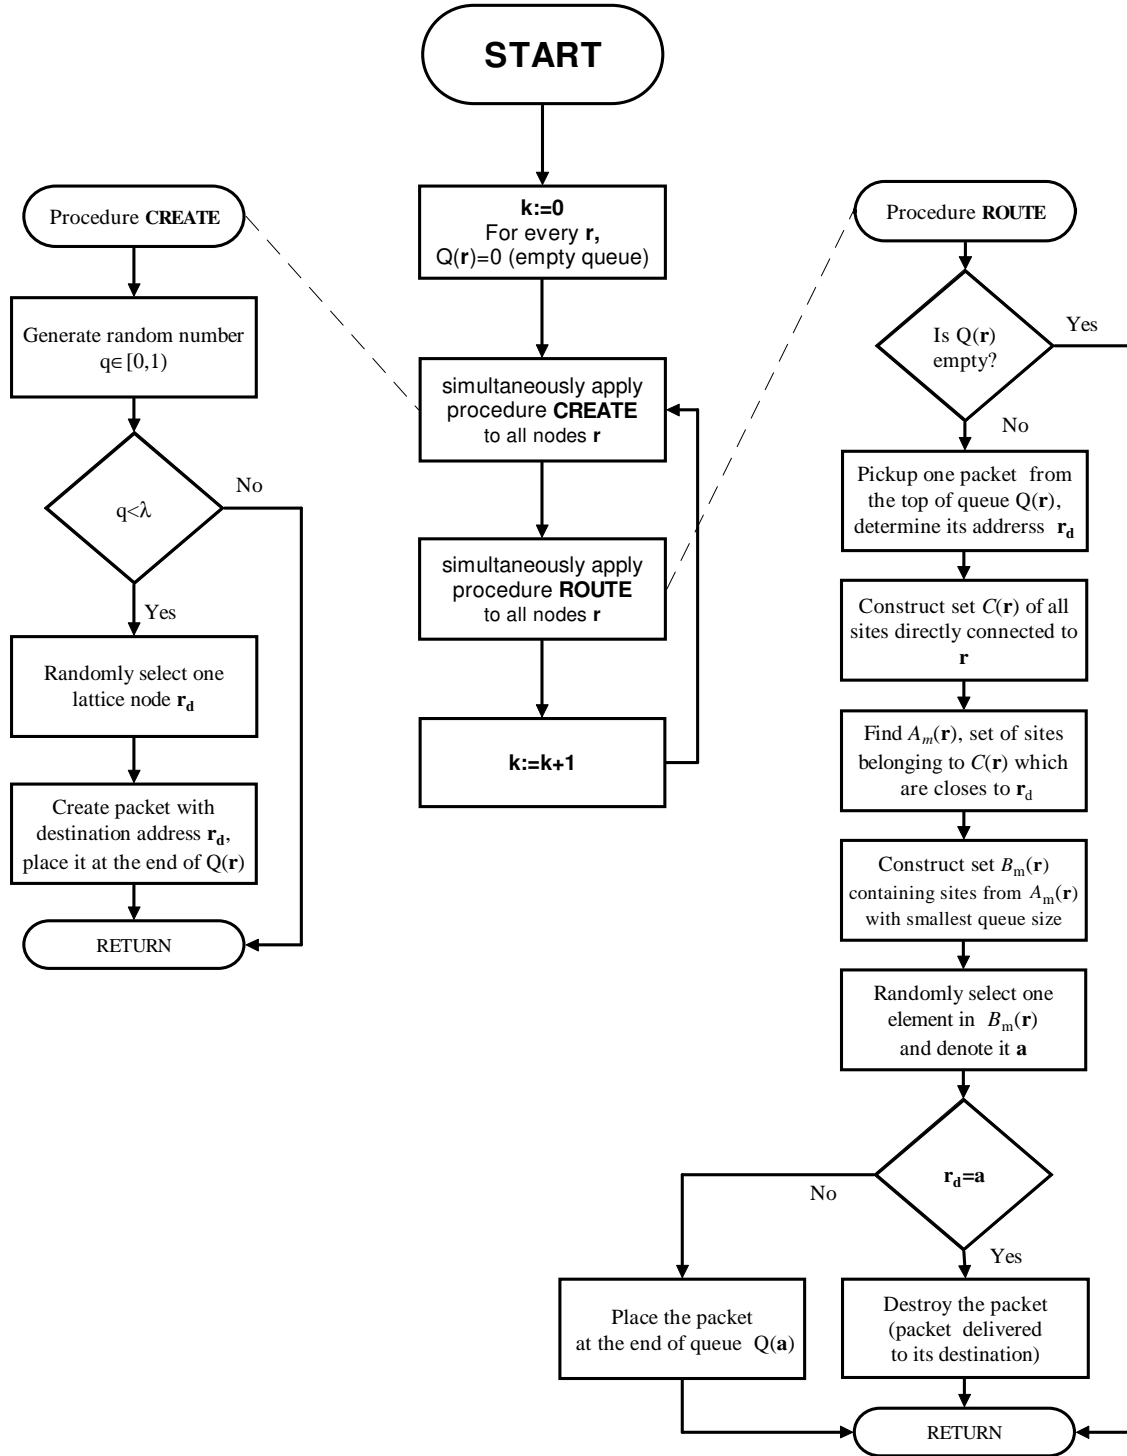 START
k:=0
For every r,
Q(r)=0 (empty queue)
simultaneously apply
procedure CREATE
to all nodes r
simultaneously apply
procedure ROUTE
to all nodes r
k:=k+1
Procedure CREATE
Generate random number
q∈[0,1)
q<λ
No
Yes
Randomly select one
lattice node r_d
Create packet with
destination address r_d,
place it at the end of Q(r)
RETURN
Procedure ROUTE
Is Q(r)
empty?
Yes
No
Pickup one packet from
the top of queue Q(r),
determine its addrerss r_d
Construct set C(r) of all
sites directly connected to
r
Find A_m(r), set of sites
belonging to C(r) which
are closes to r_d
Construct set B_m(r)
containing sites from A_m(r)
with smallest queue size
Randomly select one
element in B_m(r)
and denote it a
r_d=a
No
Yes
Place the packet
at the end of queue Q(a)
Destroy the packet
(packet delivered
to its destination)
RETURN